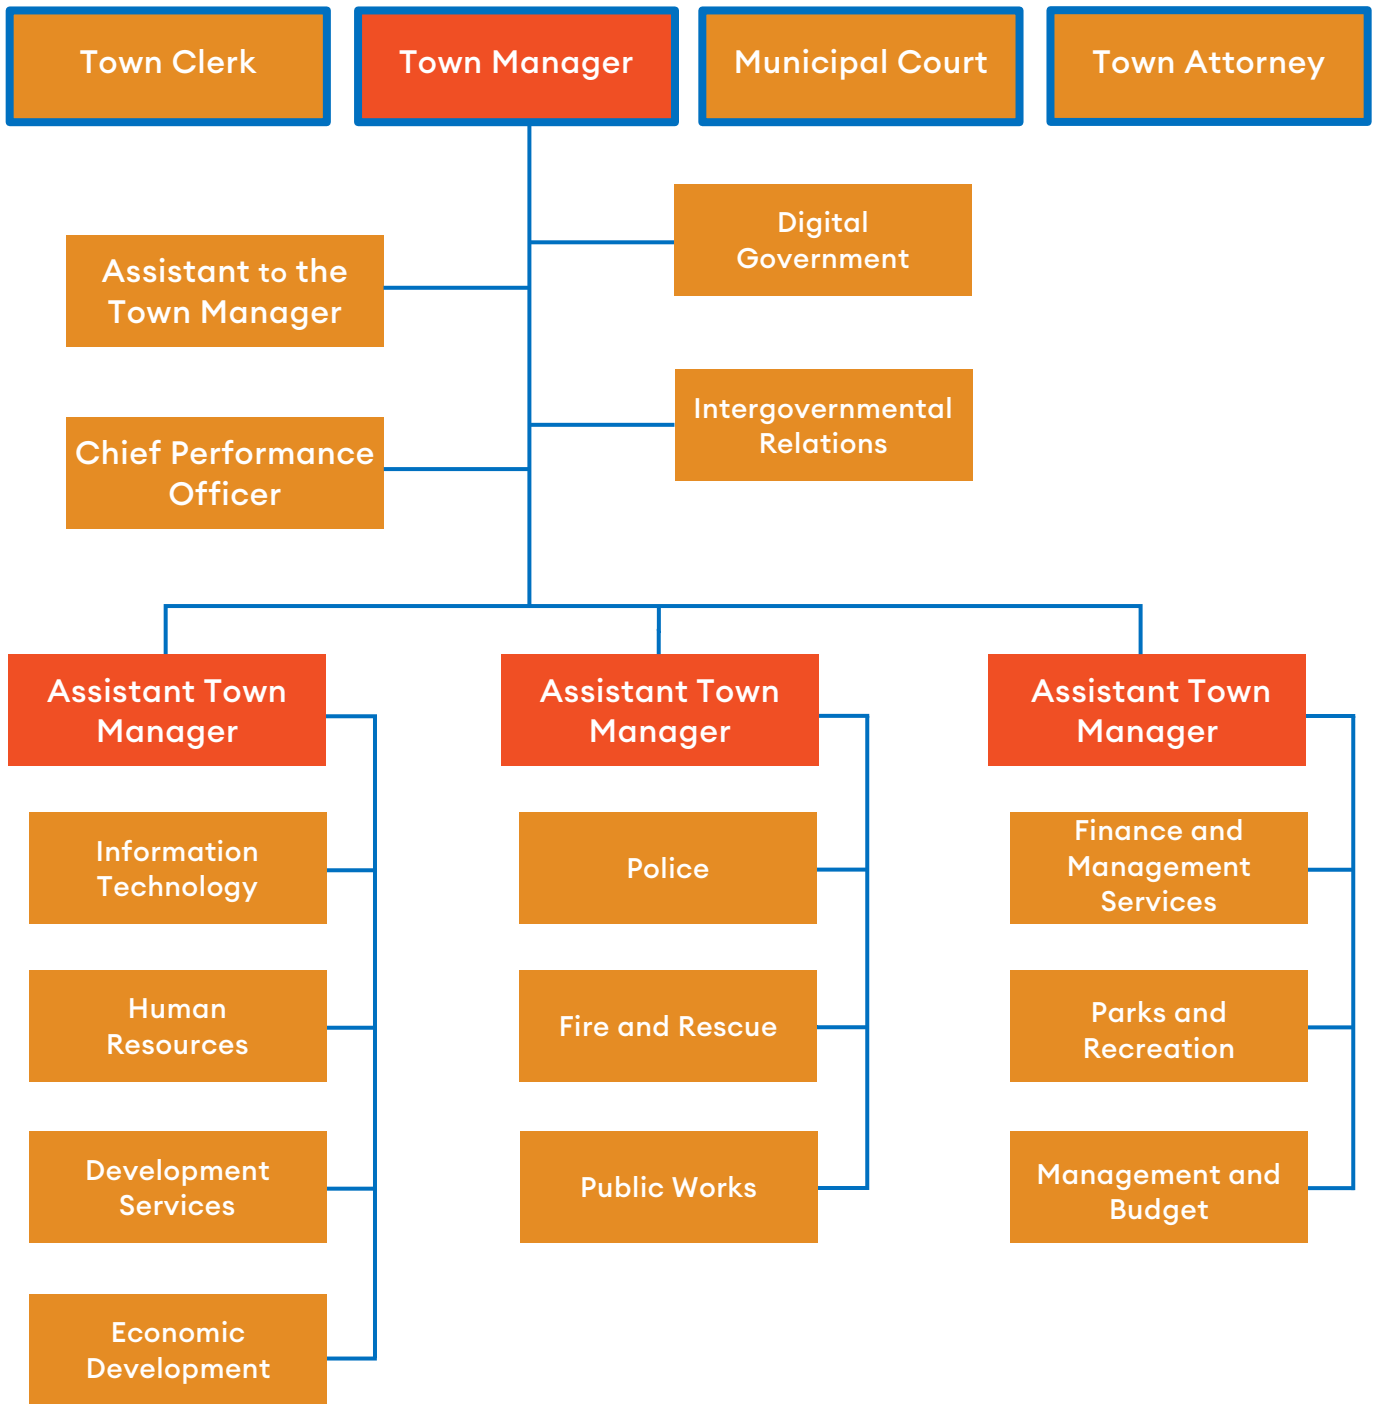 Town Clerk
Town Manager
Municipal Court
Town Attorney
Digital
Government
Assistant to the
Town Manager
Intergovernmental
Relations
Chief Performance
Officer
Assistant Town
Manager
Information
Technology
Human
Resources
Development
Services
Economic
Development
Assistant Town
Manager
Police
Fire and Rescue
Public Works
Assistant Town
Manager
Finance and
Management
Services
Parks and
Recreation
Management and
Budget